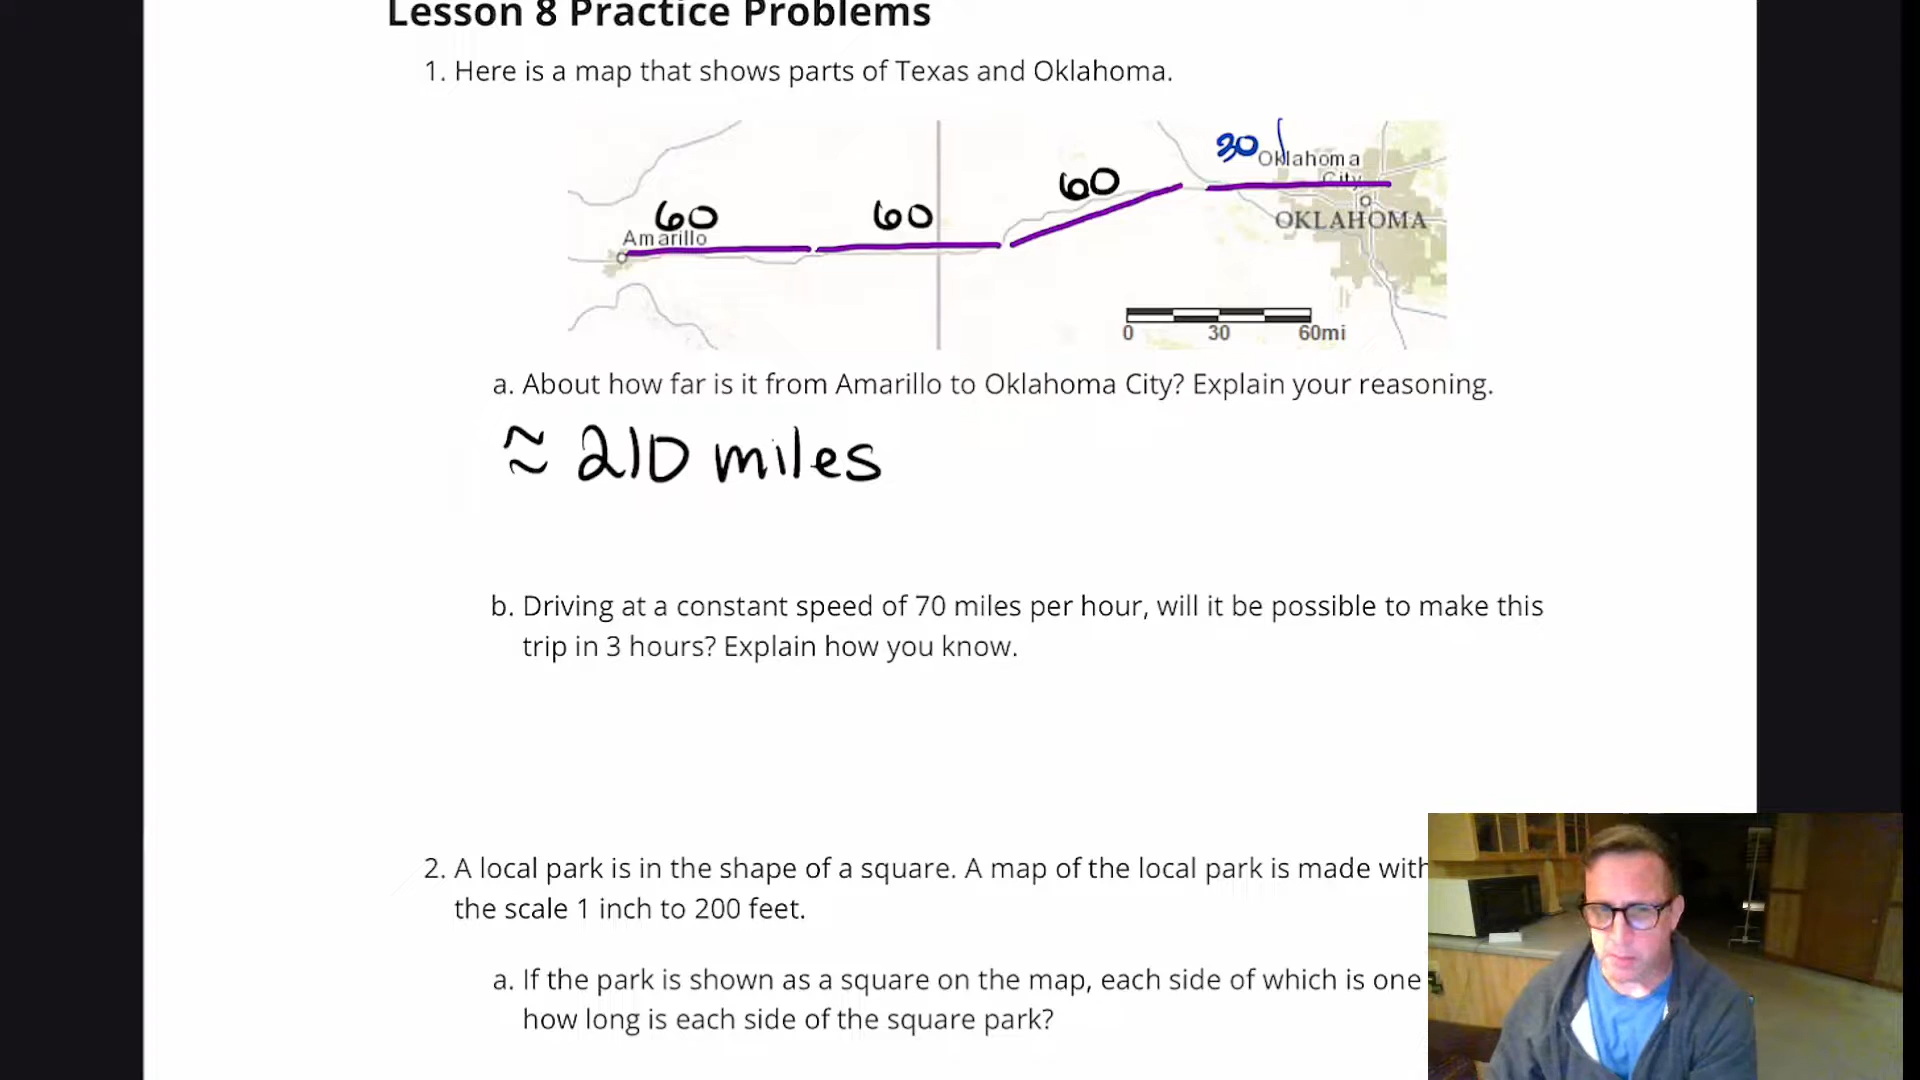 Lesson 8 Practice Problems
1. Here is a map that shows parts of Texas and Oklahoma.
60 60 60 30 Oklahoma
City
Amarillo
OKLAHOMA
0 30 60mi
a. About how far is it from Amarillo to Oklahoma City? Explain your reasoning.
≈ 210 miles
b. Driving at a constant speed of 70 miles per hour, will it be possible to make this
trip in 3 hours? Explain how you know.
2. A local park is in the shape of a square. A map of the local park is made with
the scale 1 inch to 200 feet.
a. If the park is shown as a square on the map, each side of which is one
how long is each side of the square park?